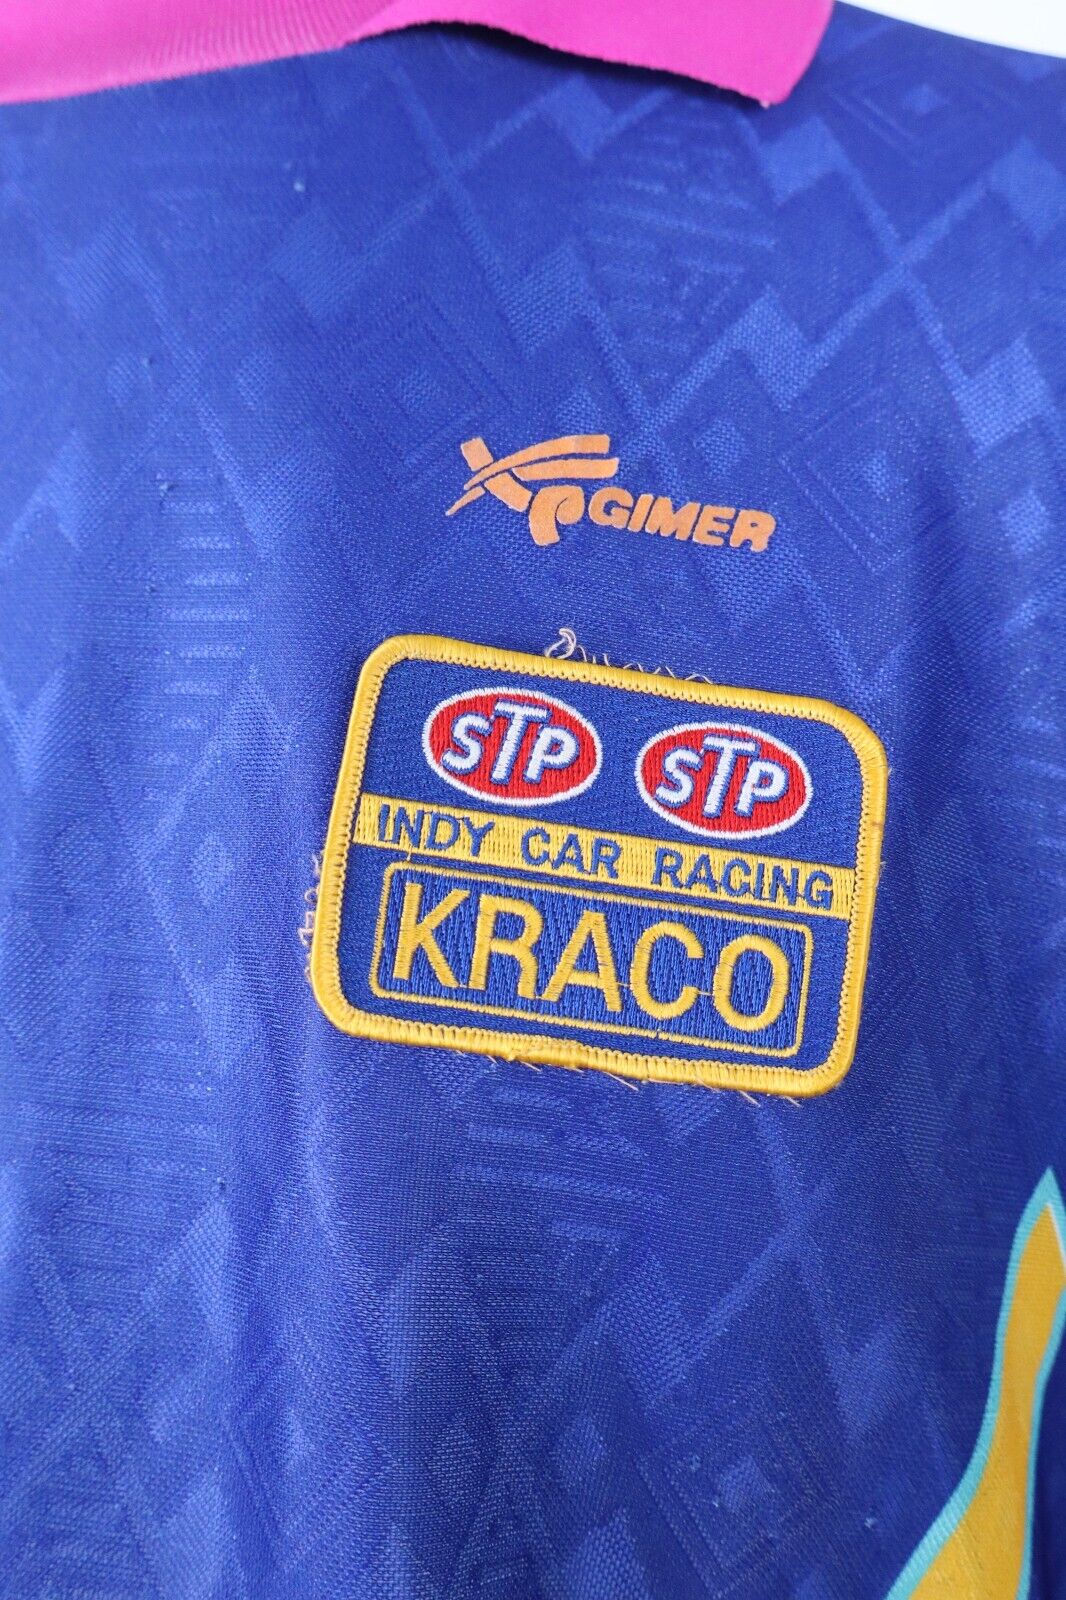 GIMER
STP STP
INDY CAR RACING
KRACO